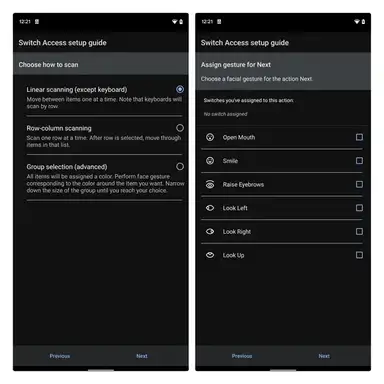 12:21
Switch Access setup guide
Choose how to scan
Linear scanning (except keyboard)
Move between items one at a time. Note that keyboards will
scan by row.
Row-column scanning
Scan one row at a time. After row is selected, move through
items in that list.
Group selection (advanced)
All items will be assigned a color. Perform face gesture
corresponding to the color around the item you want. Narrow
down the size of the group until you reach your choice.
Previous
Next
12:21
Switch Access setup guide
Assign gesture for Next
Choose a facial gesture for the action Next.
Switches you've assigned to this action:
No switch assigned
Open Mouth
Smile
Raise Eyebrows
Look Left
Look Right
Look Up
Previous
Next